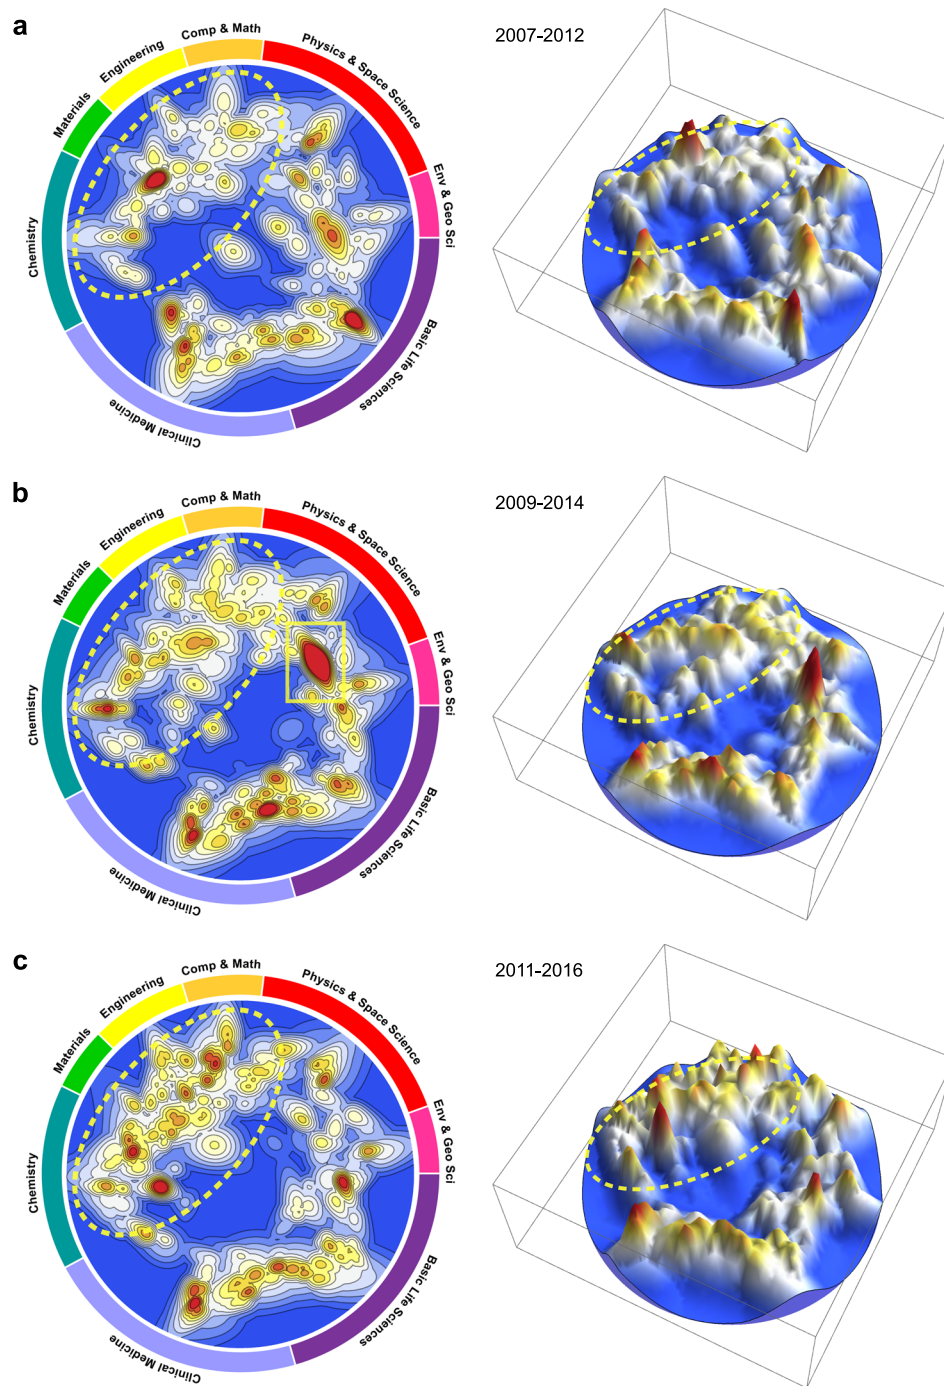 a
2007-2012
Comp & Math
Engineering
Physics & Space Science
Materials
Env & Geo Sci
Chemistry
Basic Life Sciences
Clinical Medicine
b
2009-2014
Comp & Math
Engineering
Physics & Space Science
Materials
Env & Geo Sci
Chemistry
Basic Life Sciences
Clinical Medicine
c
2011-2016
Comp & Math
Engineering
Physics & Space Science
Materials
Env & Geo Sci
Chemistry
Basic Life Sciences
Clinical Medicine